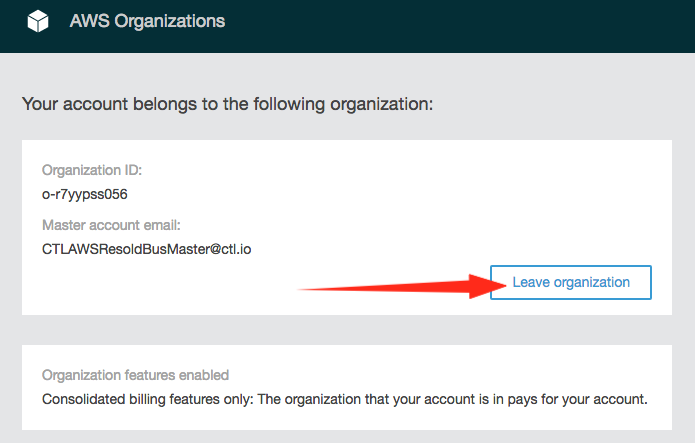 AWS Organizations
Your account belongs to the following organization:
Organization ID:
o-r7yypss056
Master account email:
CTLAWSResoldBusMaster@ctl.io
Leave organization
Organization features enabled
Consolidated billing features only: The organization that your account is in pays for your account.